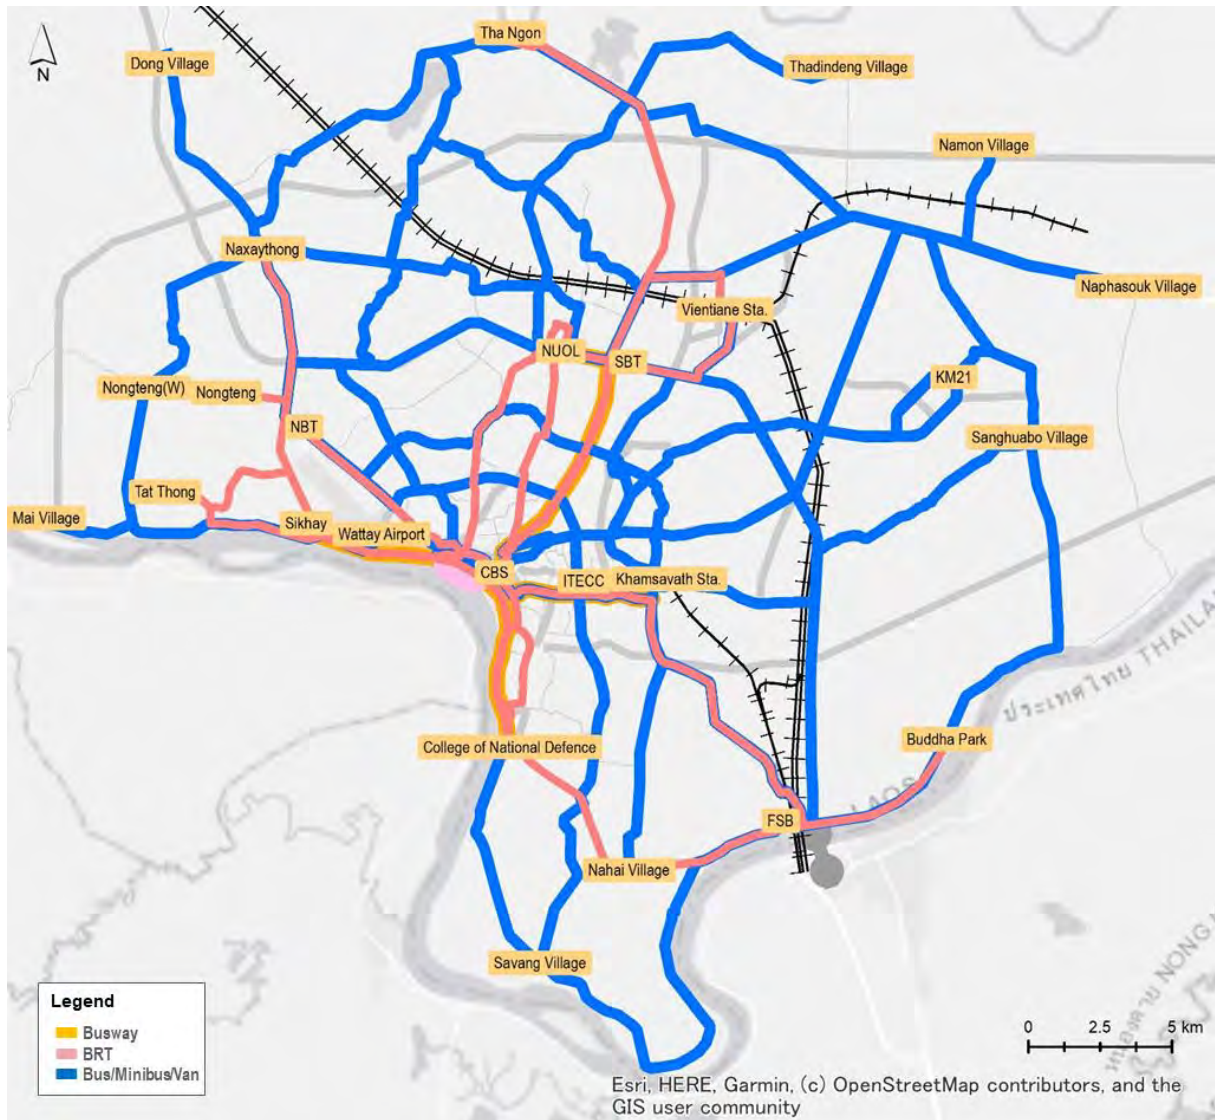 Tha Ngon
Dong Village
Thadindeng Village
N
Namon Village
Naxaythong
Naphasouk Village
Vientiane Sta.
NUOL
SBT
KM21
Nongteng(W)
Nongteng
NBT
Sanghuabo Village
Tat Thong
Mai Village
Sikhay
Wattay Airport
CBS
ITECC
Khamsavath Sta.
ประเทศไทย THAILA
College of National Defence
Buddha Park
LAOS
FSB
Nahai Village
Savang Village
NONG
Legend
Busway
BRT
Bus/Minibus/Van
0 2.5 5 km
Esri, HERE, Garmin, (c) OpenStreetMap contributors, and the
GIS user community